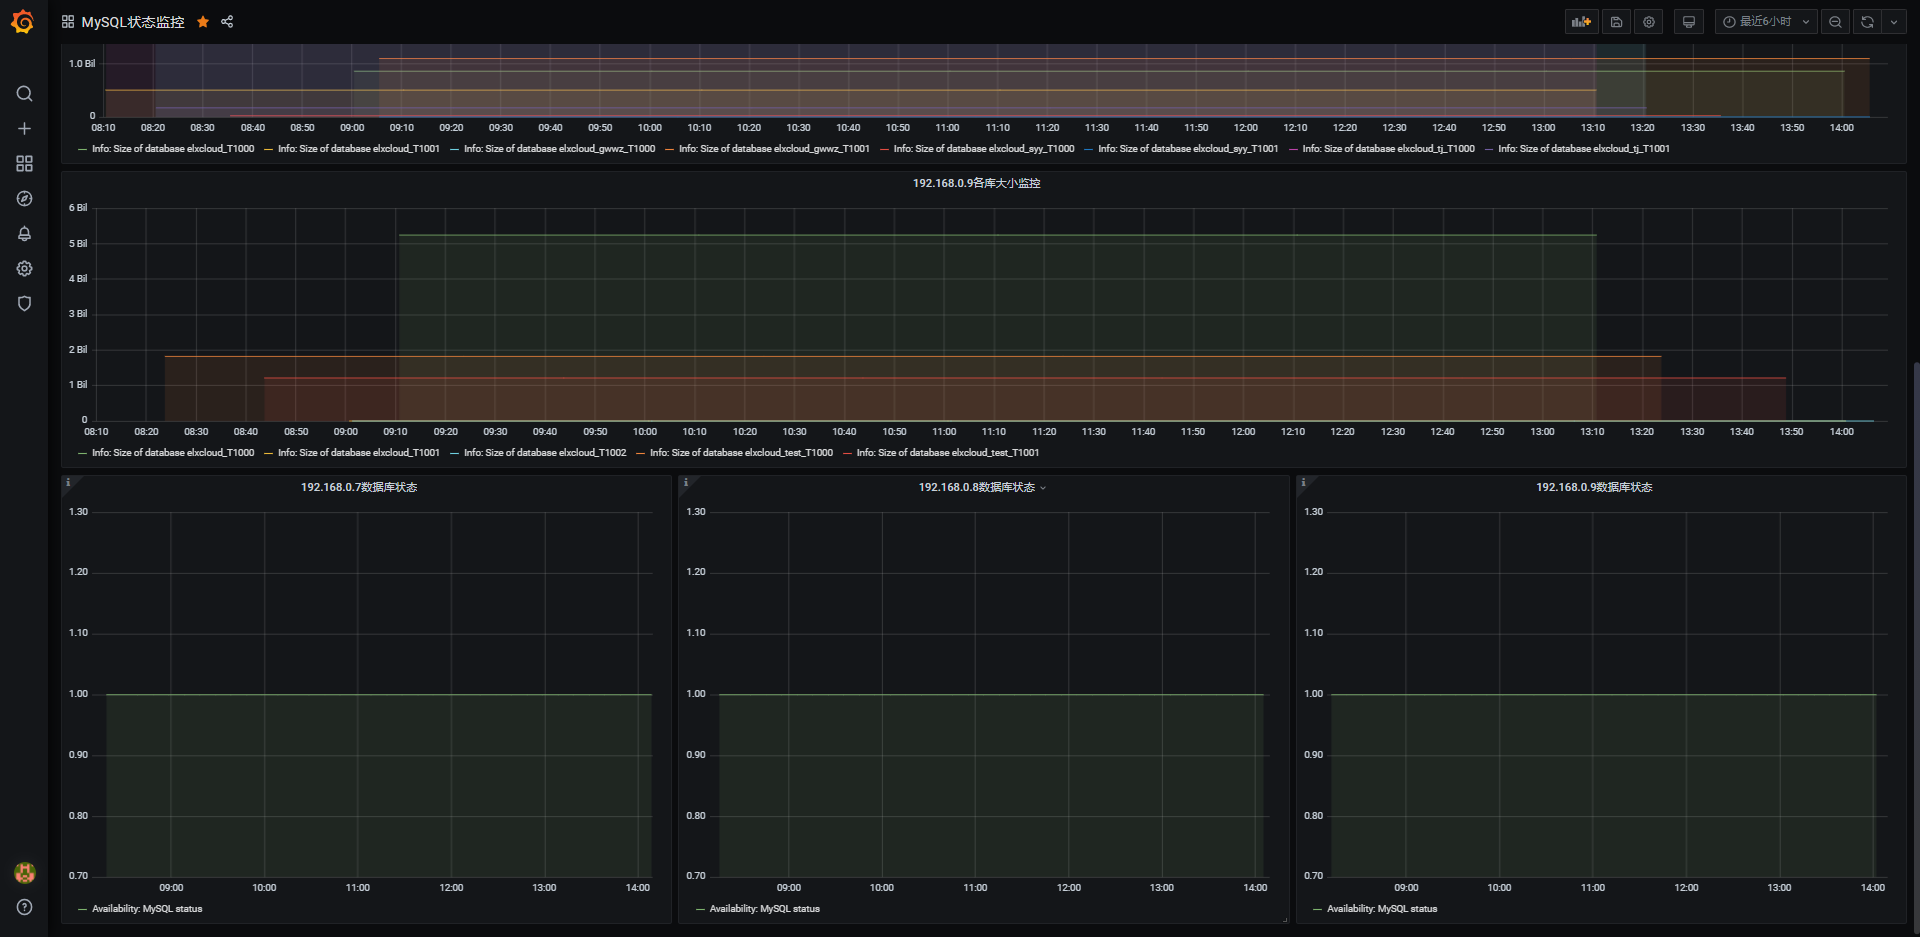 MySQL状态监控
最近6小时
1.0 Bil
0
08:10 08:20 08:30 08:40 08:50 09:00 09:10 09:20 09:30 09:40 09:50 10:00 10:10 10:20 10:30 10:40 10:50 11:00 11:10 11:20 11:30 11:40 11:50 12:00 12:10 12:20 12:30 12:40 12:50 13:00 13:10 13:20 13:30 13:40 13:50 14:00
Info: Size of database elxcloud_T1000 Info: Size of database elxcloud_T1001 Info: Size of database elxcloud_gwwz_T1000 Info: Size of database elxcloud_gwwz_T1001 Info: Size of database elxcloud_syy_T1000 Info: Size of database elxcloud_syy_T1001 Info: Size of database elxcloud_tj_T1000 Info: Size of database elxcloud_tj_T1001
192.168.0.9各库大小监控
6 Bil
5 Bil
4 Bil
3 Bil
2 Bil
1 Bil
0
08:10 08:20 08:30 08:40 08:50 09:00 09:10 09:20 09:30 09:40 09:50 10:00 10:10 10:20 10:30 10:40 10:50 11:00 11:10 11:20 11:30 11:40 11:50 12:00 12:10 12:20 12:30 12:40 12:50 13:00 13:10 13:20 13:30 13:40 13:50 14:00
Info: Size of database elxcloud_T1000 Info: Size of database elxcloud_T1001 Info: Size of database elxcloud_T1002 Info: Size of database elxcloud_test_T1000 Info: Size of database elxcloud_test_T1001
192.168.0.7数据库状态
1.30
1.20
1.10
1.00
0.90
0.80
0.70
09:00 10:00 11:00 12:00 13:00 14:00
Availability: MySQL status
192.168.0.8数据库状态
1.30
1.20
1.10
1.00
0.90
0.80
0.70
09:00 10:00 11:00 12:00 13:00 14:00
Availability: MySQL status
192.168.0.9数据库状态
1.30
1.20
1.10
1.00
0.90
0.80
0.70
09:00 10:00 11:00 12:00 13:00 14:00
Availability: MySQL status